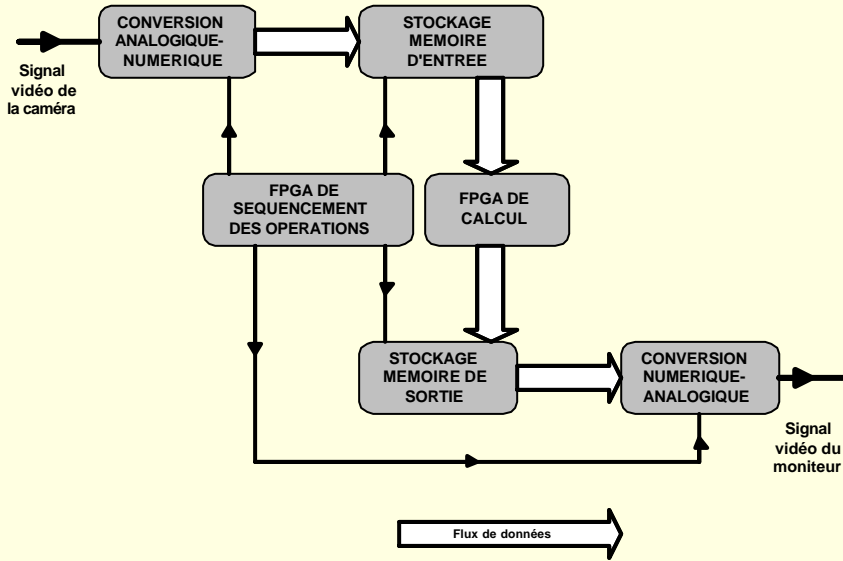 CONVERSION
ANALOGIQUE-
NUMERIQUE
STOCKAGE
MEMOIRE
D'ENTREE
Signal
vidéo de
la caméra
FPGA DE
SEQUENCEMENT
DES OPERATIONS
FPGA DE
CALCUL
STOCKAGE
MEMOIRE DE
SORTIE
CONVERSION
NUMERIQUE-
ANALOGIQUE
Signal
vidéo du
moniteur
Flux de données